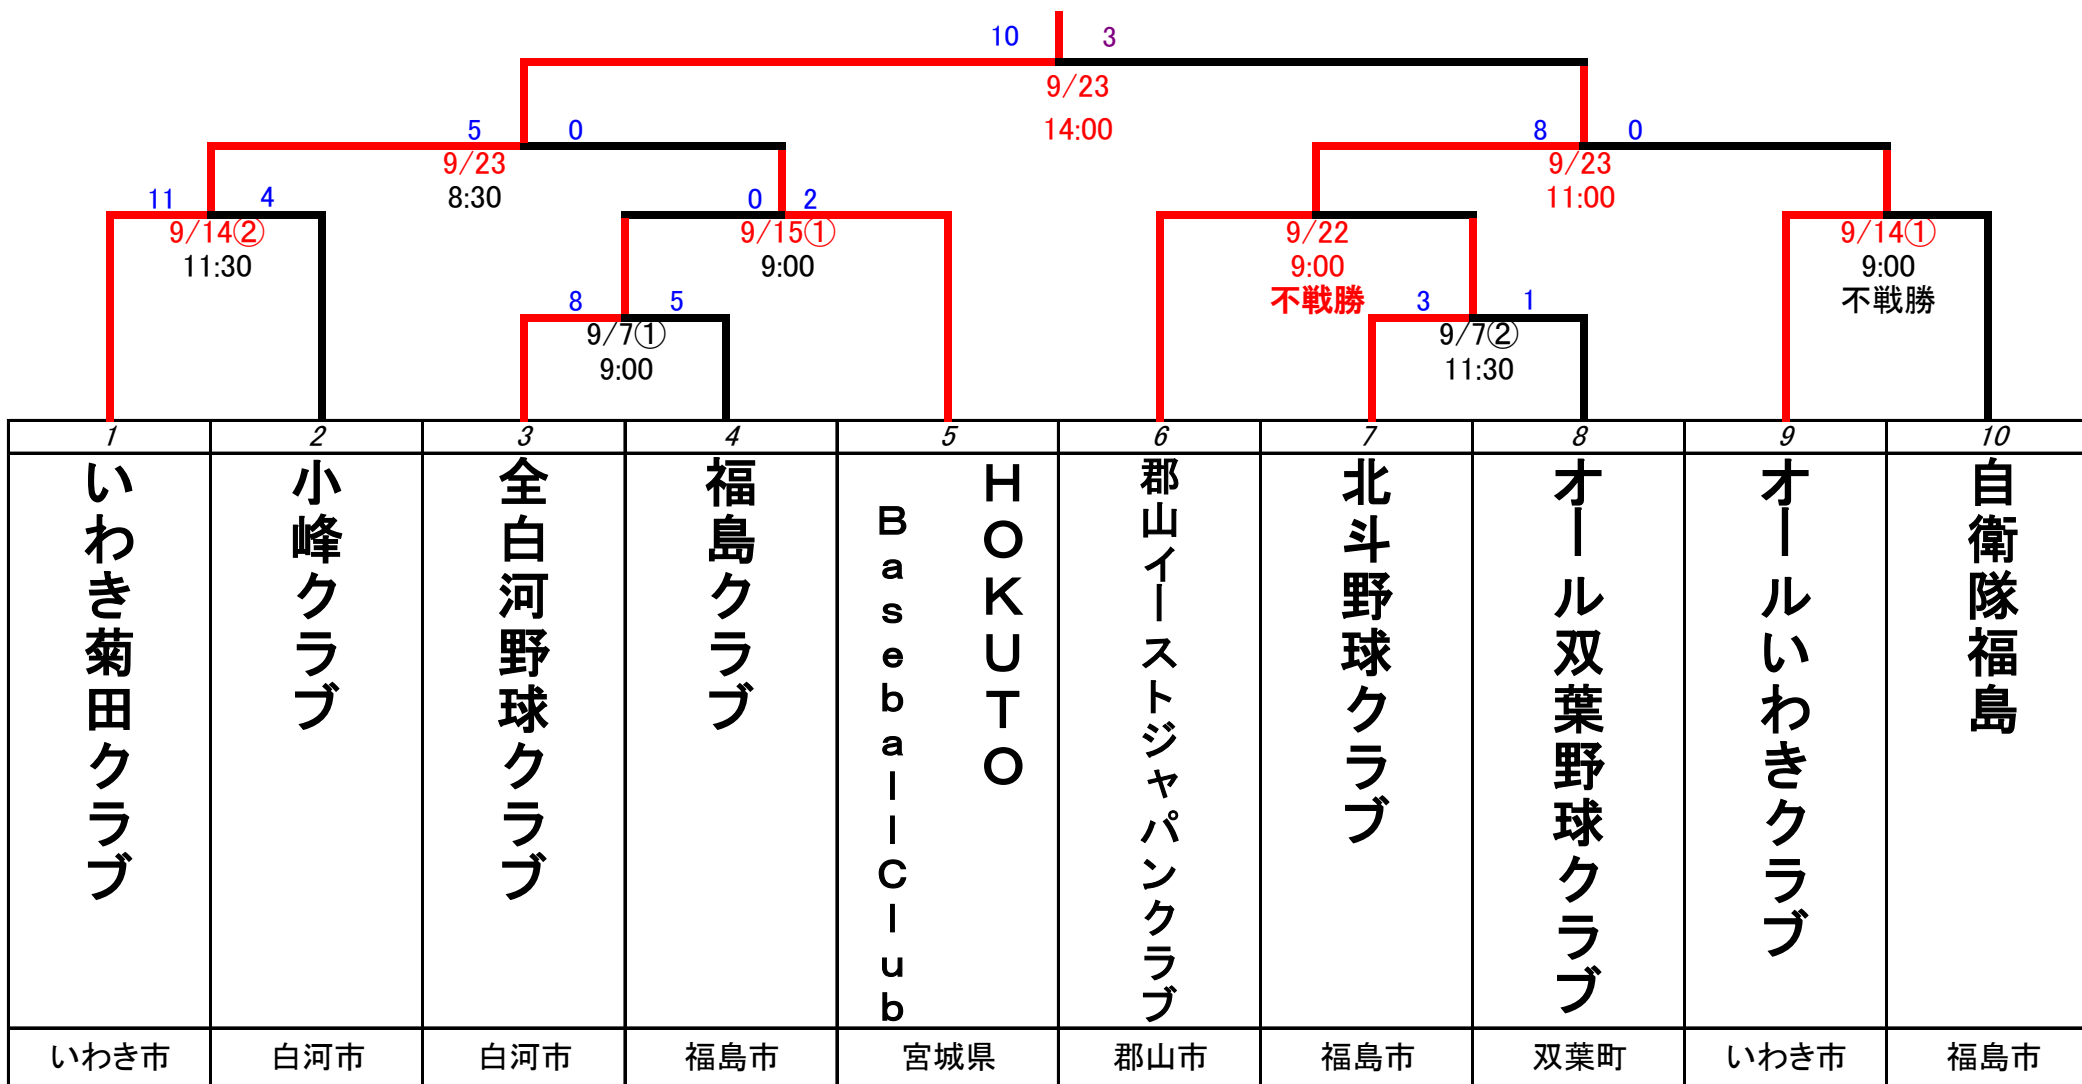 10 3
9/23
14:00
5 0
9/23
8:30
8 0
9/23
11:00
11 4
9/14②
11:30
0 2
9/15①
9:00
9/22
9:00
不戦勝
9/14①
9:00
不戦勝
8 5
9/7①
9:00
3 1
9/7②
11:30
1 2 3 4 5 6 7 8 9 10
いわき菊田クラブ
小峰クラブ
全白河野球クラブ
福島クラブ
HOKUTO
BaseballClub
郡山イーストジャパンクラブ
北斗野球クラブ
オール双葉野球クラブ
オールいわきクラブ
自衛隊福島
いわき市 白河市 白河市 福島市 宮城県 郡山市 福島市 双葉町 いわき市 福島市